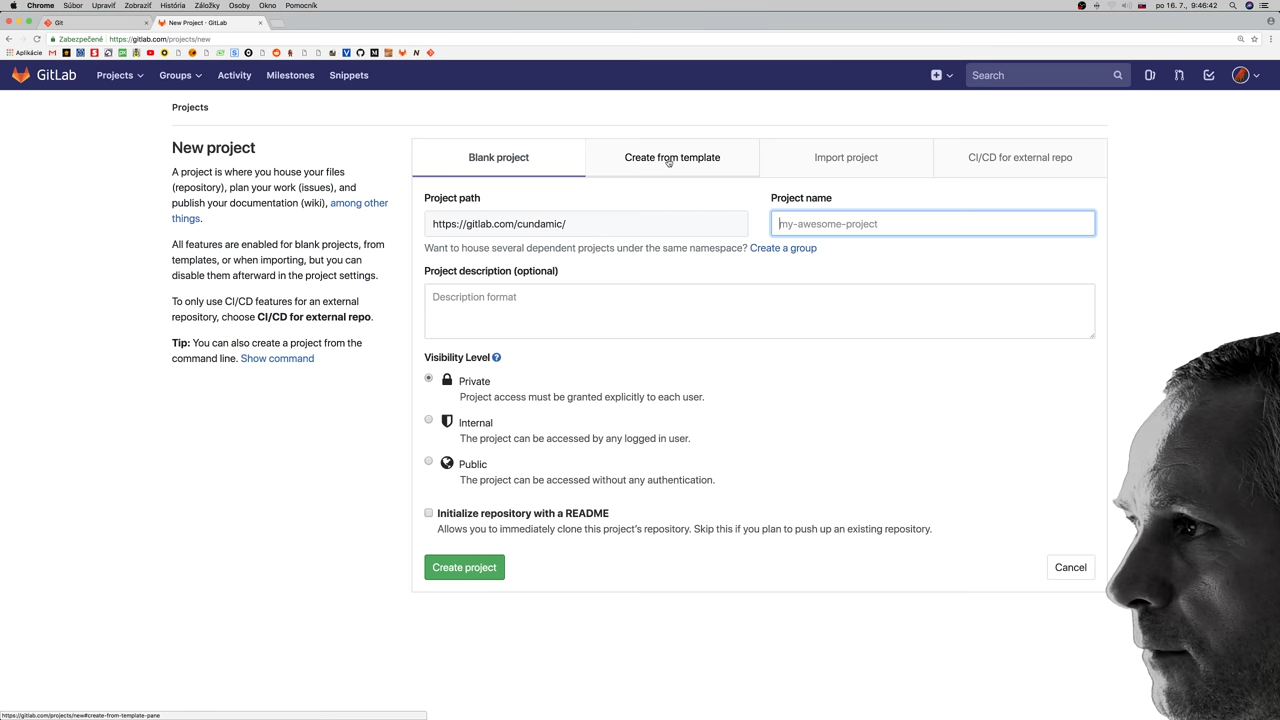 Chrome Súbor Upraviť Zobraziť História Záložky Osoby Okno Pomocník po 16. 7., 9:46:42
Git New Project · GitLab
Zabezpečené https://gitlab.com/projects/new
Aplikácie
GitLab Projects Groups Activity Milestones Snippets Search
Projects
New project
A project is where you house your files
(repository), plan your work (issues), and
publish your documentation (wiki), among other
things.
All features are enabled for blank projects, from
templates, or when importing, but you can
disable them afterward in the project settings.
To only use CI/CD features for an external
repository, choose CI/CD for external repo.
Tip: You can also create a project from the
command line. Show command
Blank project Create from template Import project CI/CD for external repo
Project path Project name
https://gitlab.com/cundamic/ my-awesome-project
Want to house several dependent projects under the same namespace? Create a group
Project description (optional)
Description format
Visibility Level
Private
Project access must be granted explicitly to each user.
Internal
The project can be accessed by any logged in user.
Public
The project can be accessed without any authentication.
Initialize repository with a README
Allows you to immediately clone this project's repository. Skip this if you plan to push up an existing repository.
Create project Cancel
https://gitlab.com/projects/new#create-from-template-pane